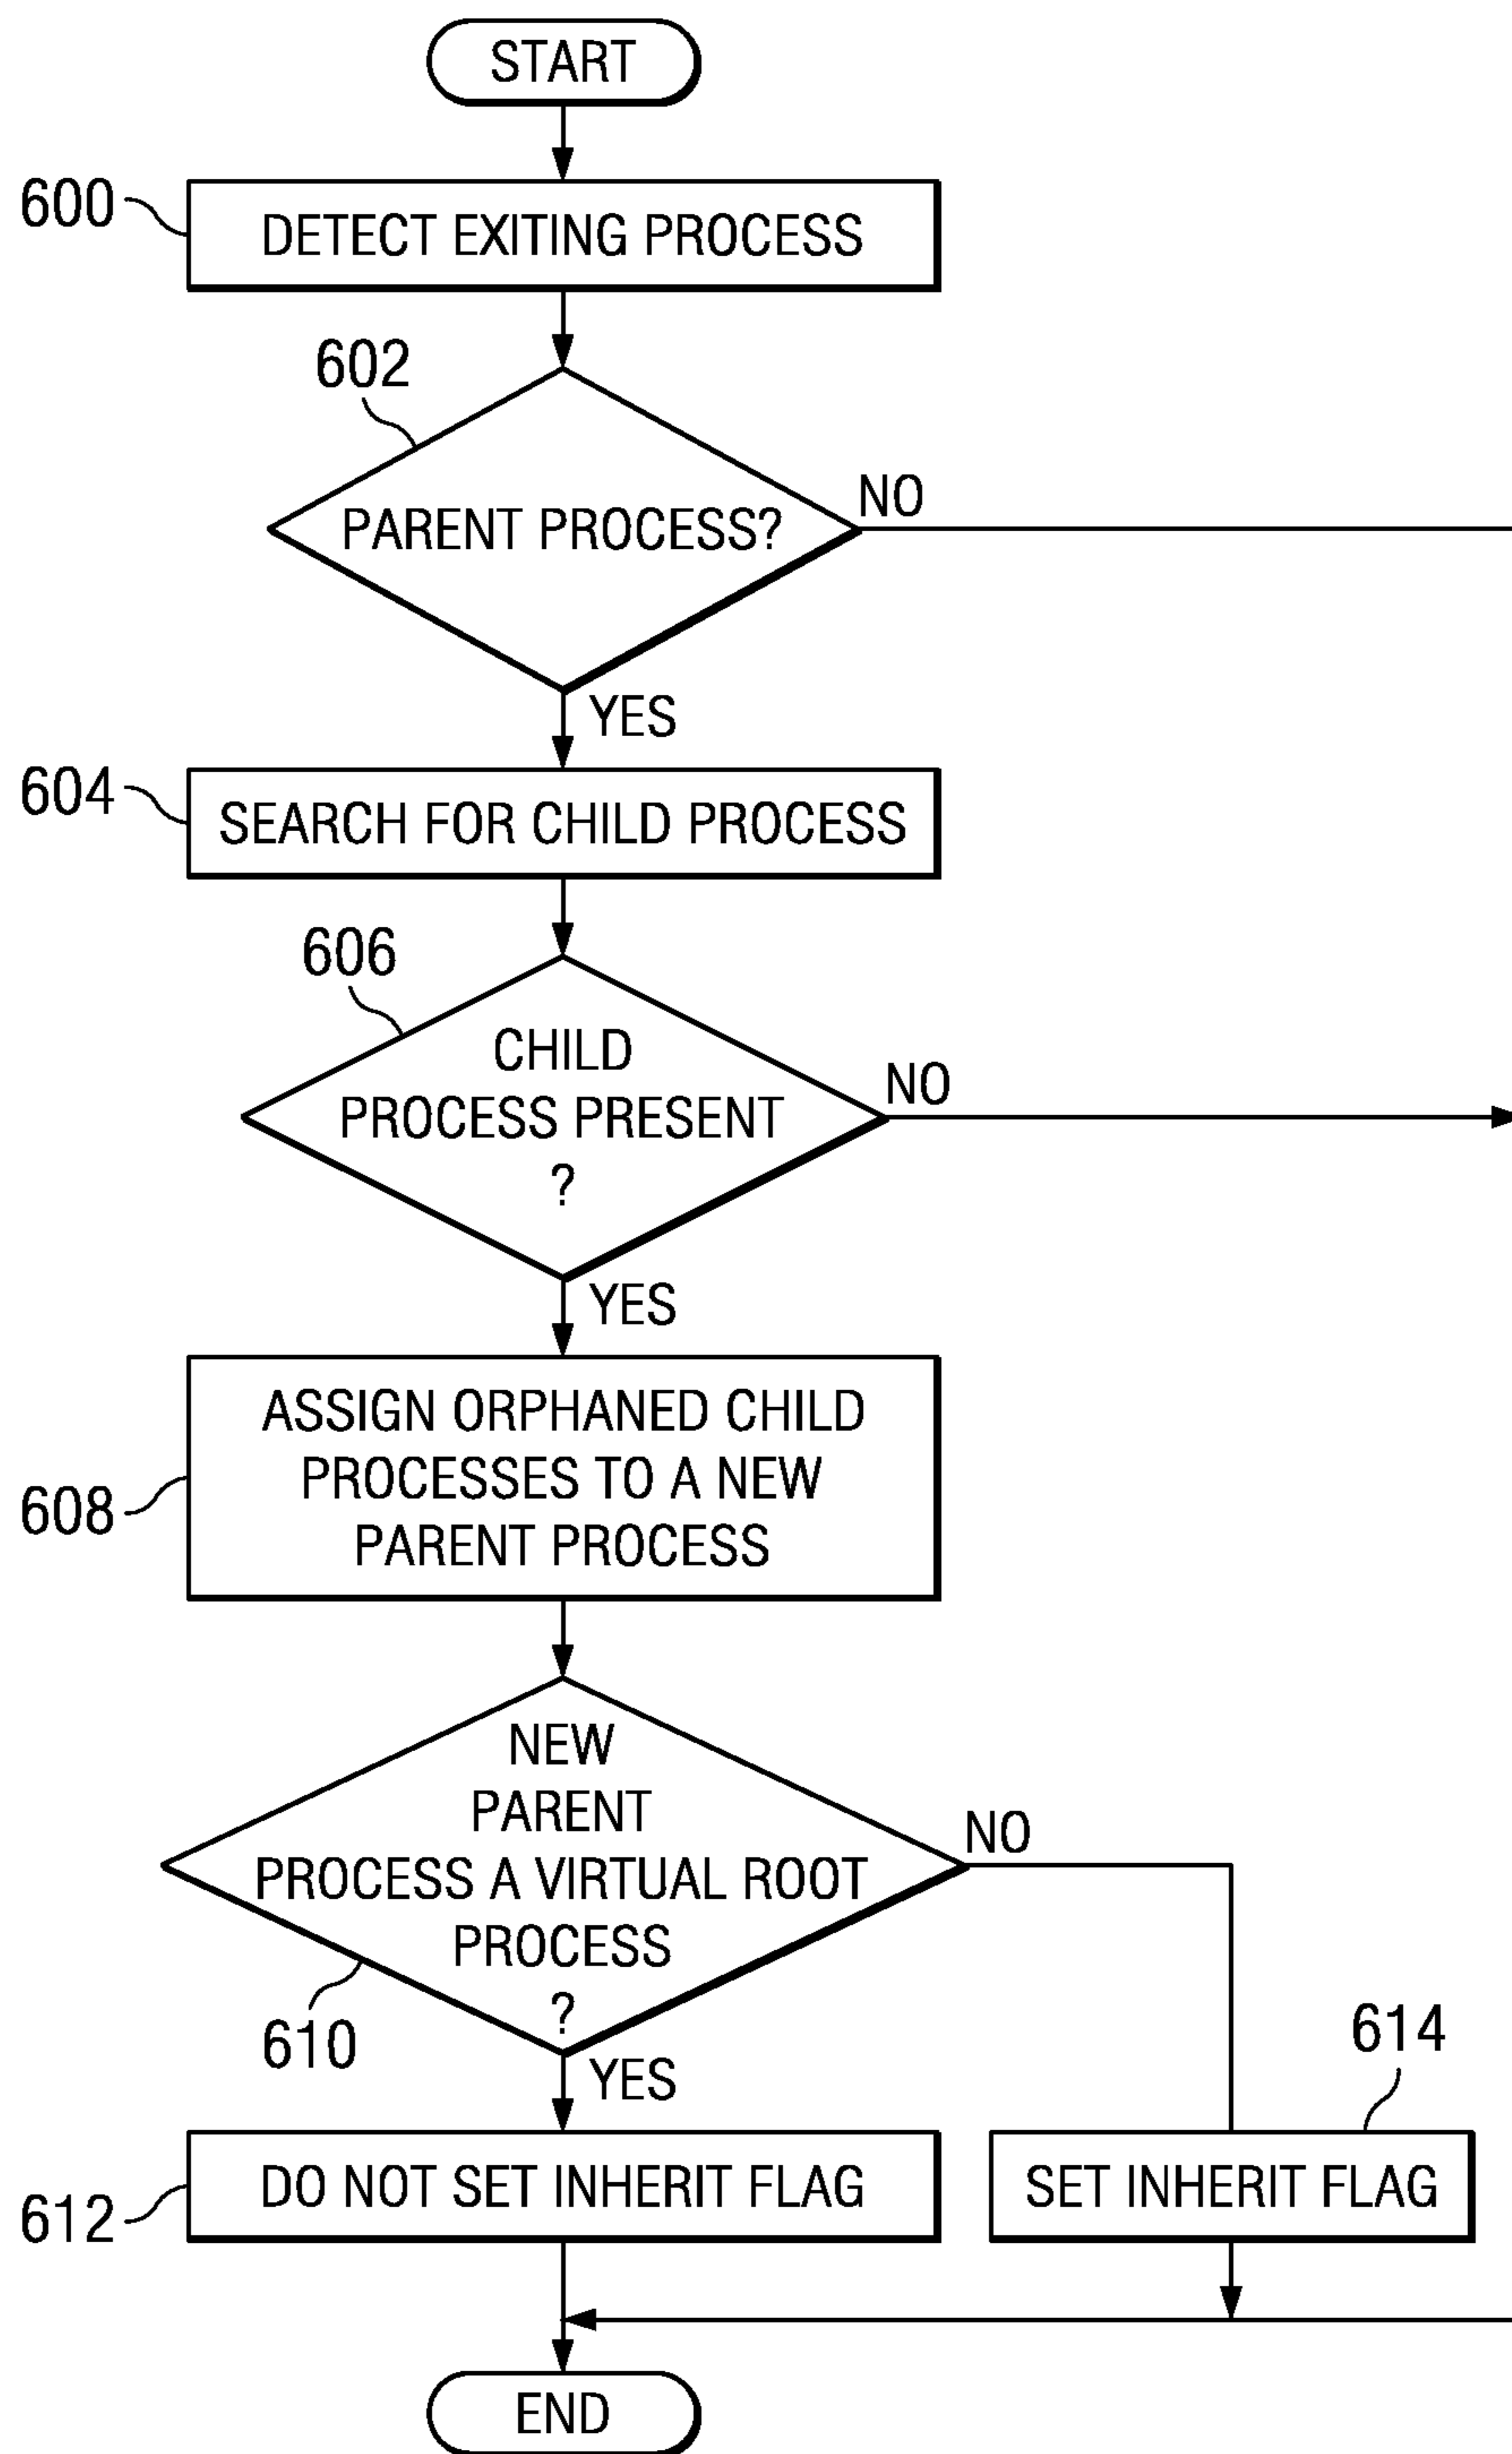 START
600
DETECT EXITING PROCESS
602
PARENT PROCESS?
NO
YES
604
SEARCH FOR CHILD PROCESS
606
CHILD
PROCESS PRESENT
?
NO
YES
608
ASSIGN ORPHANED CHILD
PROCESSES TO A NEW
PARENT PROCESS
NEW
PARENT
PROCESS A VIRTUAL ROOT
PROCESS
?
NO
610
YES
614
612
DO NOT SET INHERIT FLAG
SET INHERIT FLAG
END